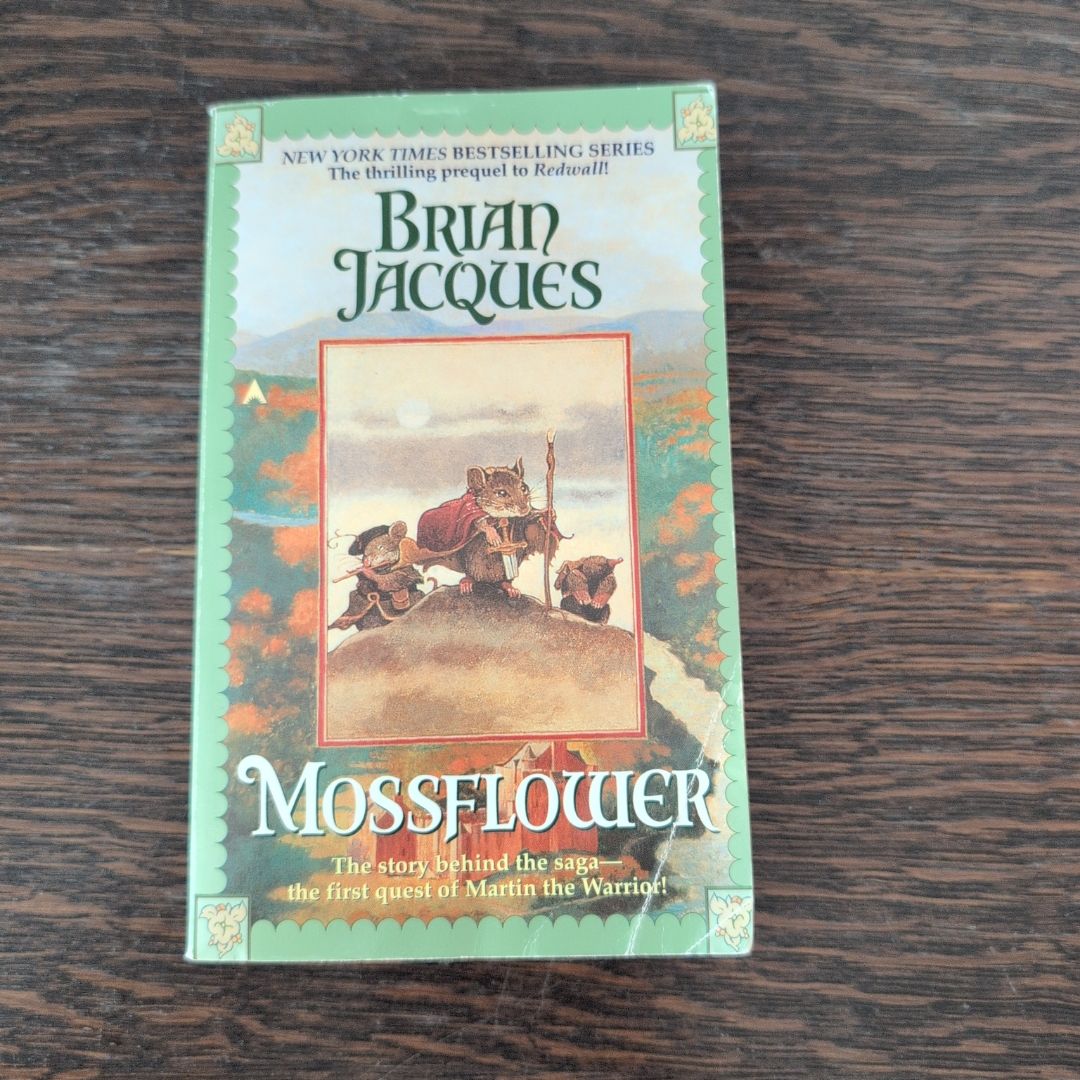 NEW YORK TIMES BESTSELLING SERIES
The thrilling prequel to Redwall!
BRIAN
JACQUES
MOSSFLOWER
The story behind the saga—
the first quest of Martin the Warrior!